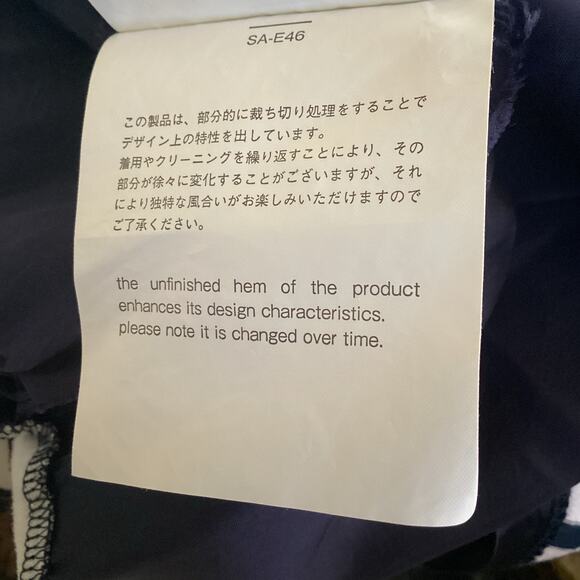 SA-E46
この製品は、部分的に裁ち切り処理をすることで
デザイン上の特性を出しています。
着用やクリーニングを繰り返すことにより、その
部分が徐々に変化することがございますが、それ
により独特な風合いがお楽しみいただけますので
ご了承ください。
the unfinished hem of the product
enhances its design characteristics.
please note it is changed over time.